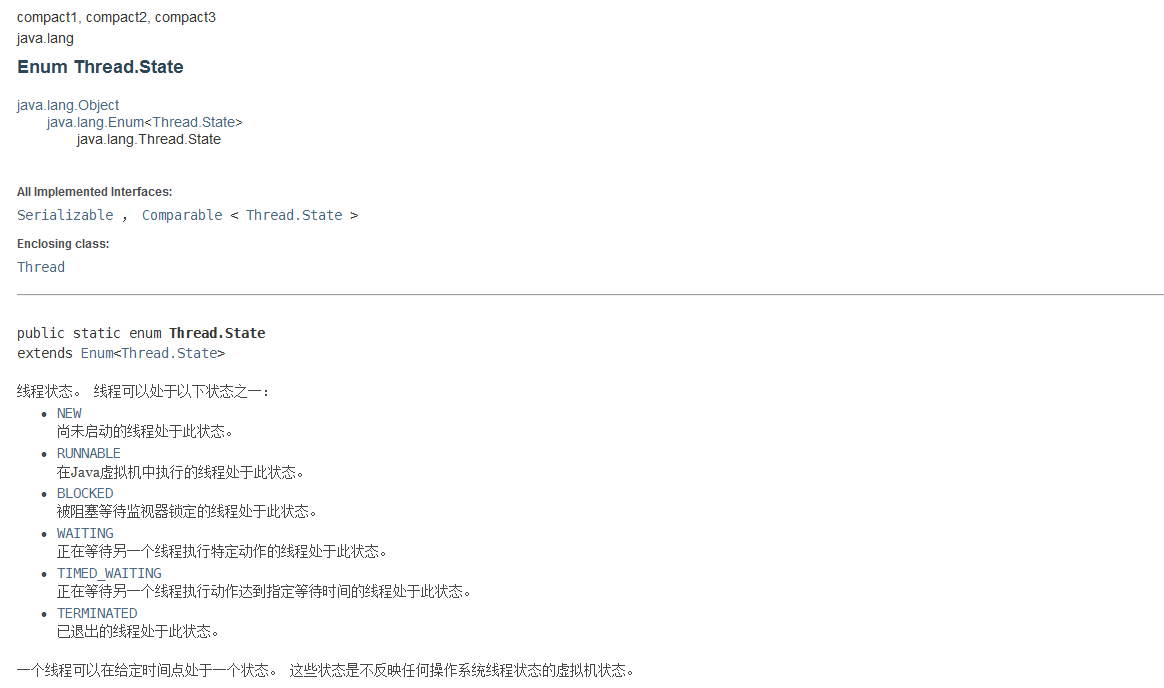 compact1, compact2, compact3
java.lang
Enum Thread.State
java.lang.Object
java.lang.Enum<Thread.State>
java.lang.Thread.State
All Implemented Interfaces:
Serializable ， Comparable < Thread.State >
Enclosing class:
Thread
public static enum Thread.State
extends Enum<Thread.State>
线程状态。 线程可以处于以下状态之一：
• NEW
尚未启动的线程处于此状态。
• RUNNABLE
在Java虚拟机中执行的线程处于此状态。
• BLOCKED
被阻塞等待监视器锁定的线程处于此状态。
• WAITING
正在等待另一个线程执行特定动作的线程处于此状态。
• TIMED_WAITING
正在等待另一个线程执行动作达到指定等待时间的线程处于此状态。
• TERMINATED
已退出的线程处于此状态。
一个线程可以在给定时间点处于一个状态。 这些状态是不反映任何操作系统线程状态的虚拟机状态。